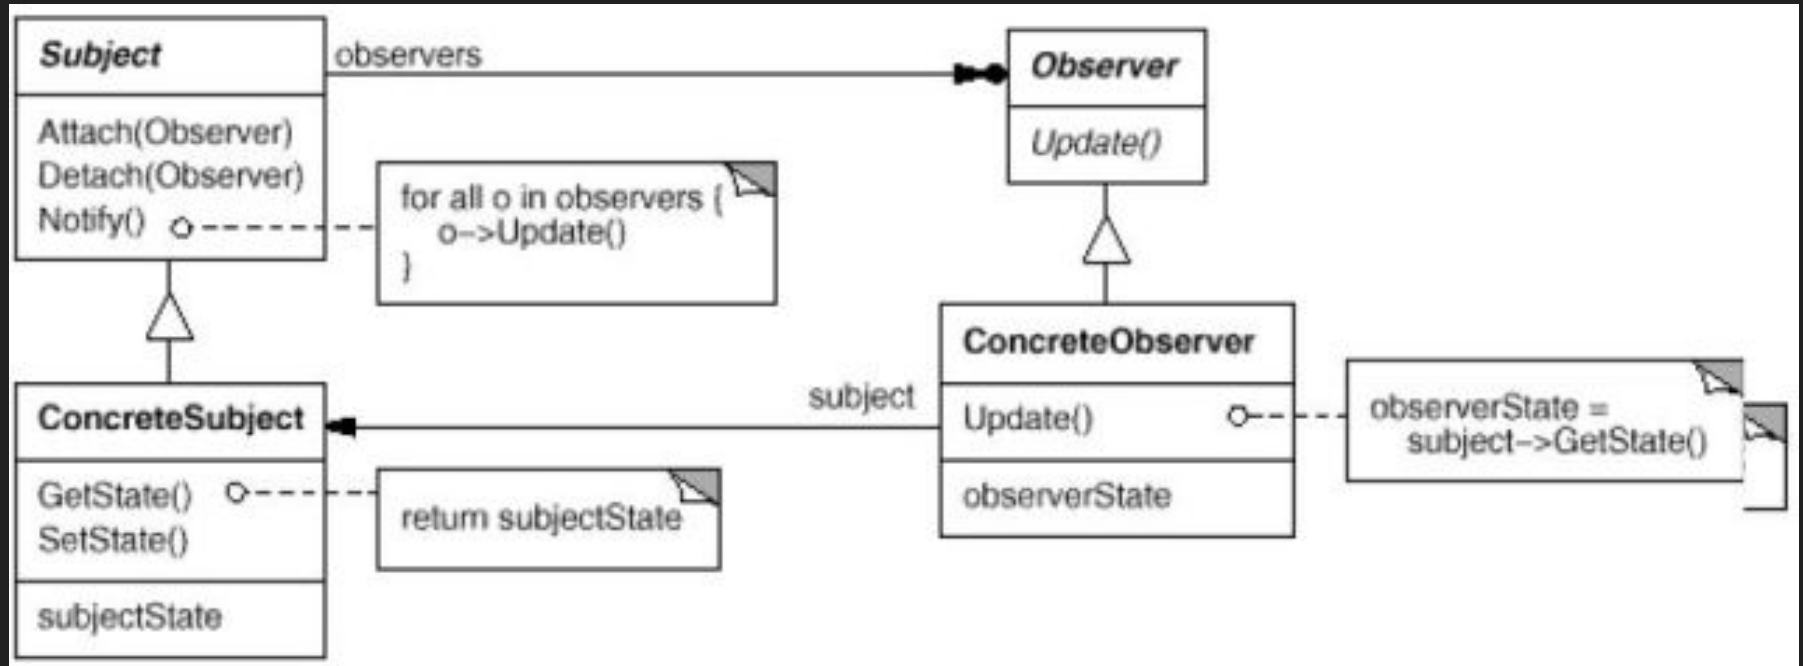 Subject
observers
Observer
Attach(Observer)
Detach(Observer)
Notify()
for all o in observers {
o->Update()
}
Update()
ConcreteSubject
GetState()
SetState()
subjectState
return subjectState
subject
ConcreteObserver
Update()
observerState
observerState =
subject->GetState()